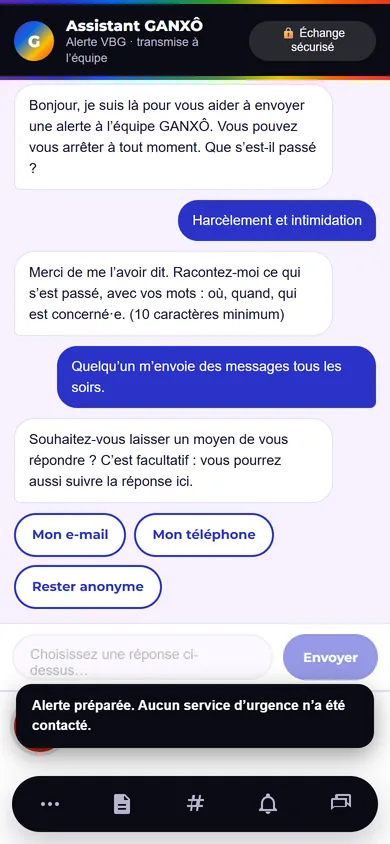 G
Assistant GANXÔ
Alerte VBG · transmise à
l’équipe
🔒 Échange
sécurisé
Bonjour, je suis là pour vous aider à envoyer
une alerte à l’équipe GANXÔ. Vous pouvez
vous arrêter à tout moment. Que s’est-il passé
?
Harcèlement et intimidation
Merci de me l’avoir dit. Racontez-moi ce qui
s’est passé, avec vos mots : où, quand, qui
est concerné·e. (10 caractères minimum)
Quelqu’un m’envoie des messages tous les
soirs.
Souhaitez-vous laisser un moyen de vous
répondre ? C’est facultatif : vous pourrez
aussi suivre la réponse ici.
Mon e-mail
Mon téléphone
Rester anonyme
Choisissez une réponse ci-
dessus…
Envoyer
Alerte préparée. Aucun service d’urgence n’a été
contacté.